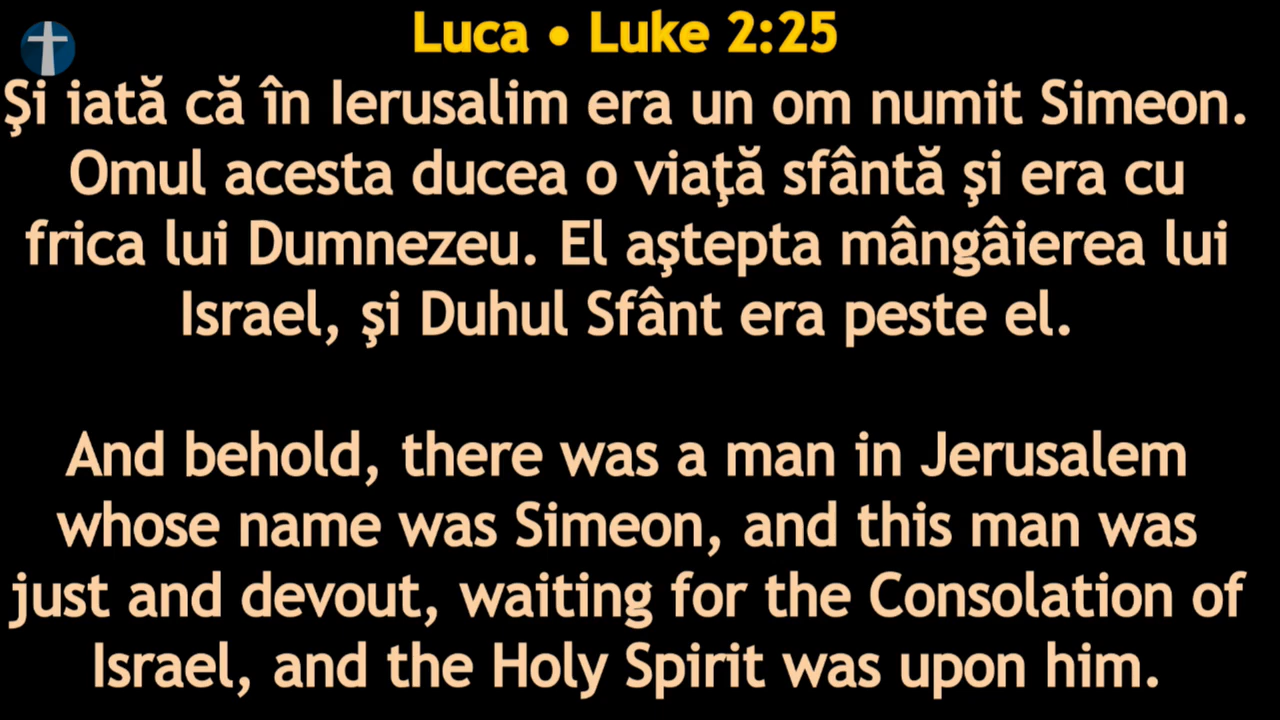 Luca • Luke 2:25
Şi iată că în Ierusalim era un om numit Simeon.
Omul acesta ducea o viaţă sfântă şi era cu
frica lui Dumnezeu. El aştepta mângâierea lui
Israel, şi Duhul Sfânt era peste el.
And behold, there was a man in Jerusalem
whose name was Simeon, and this man was
just and devout, waiting for the Consolation of
Israel, and the Holy Spirit was upon him.